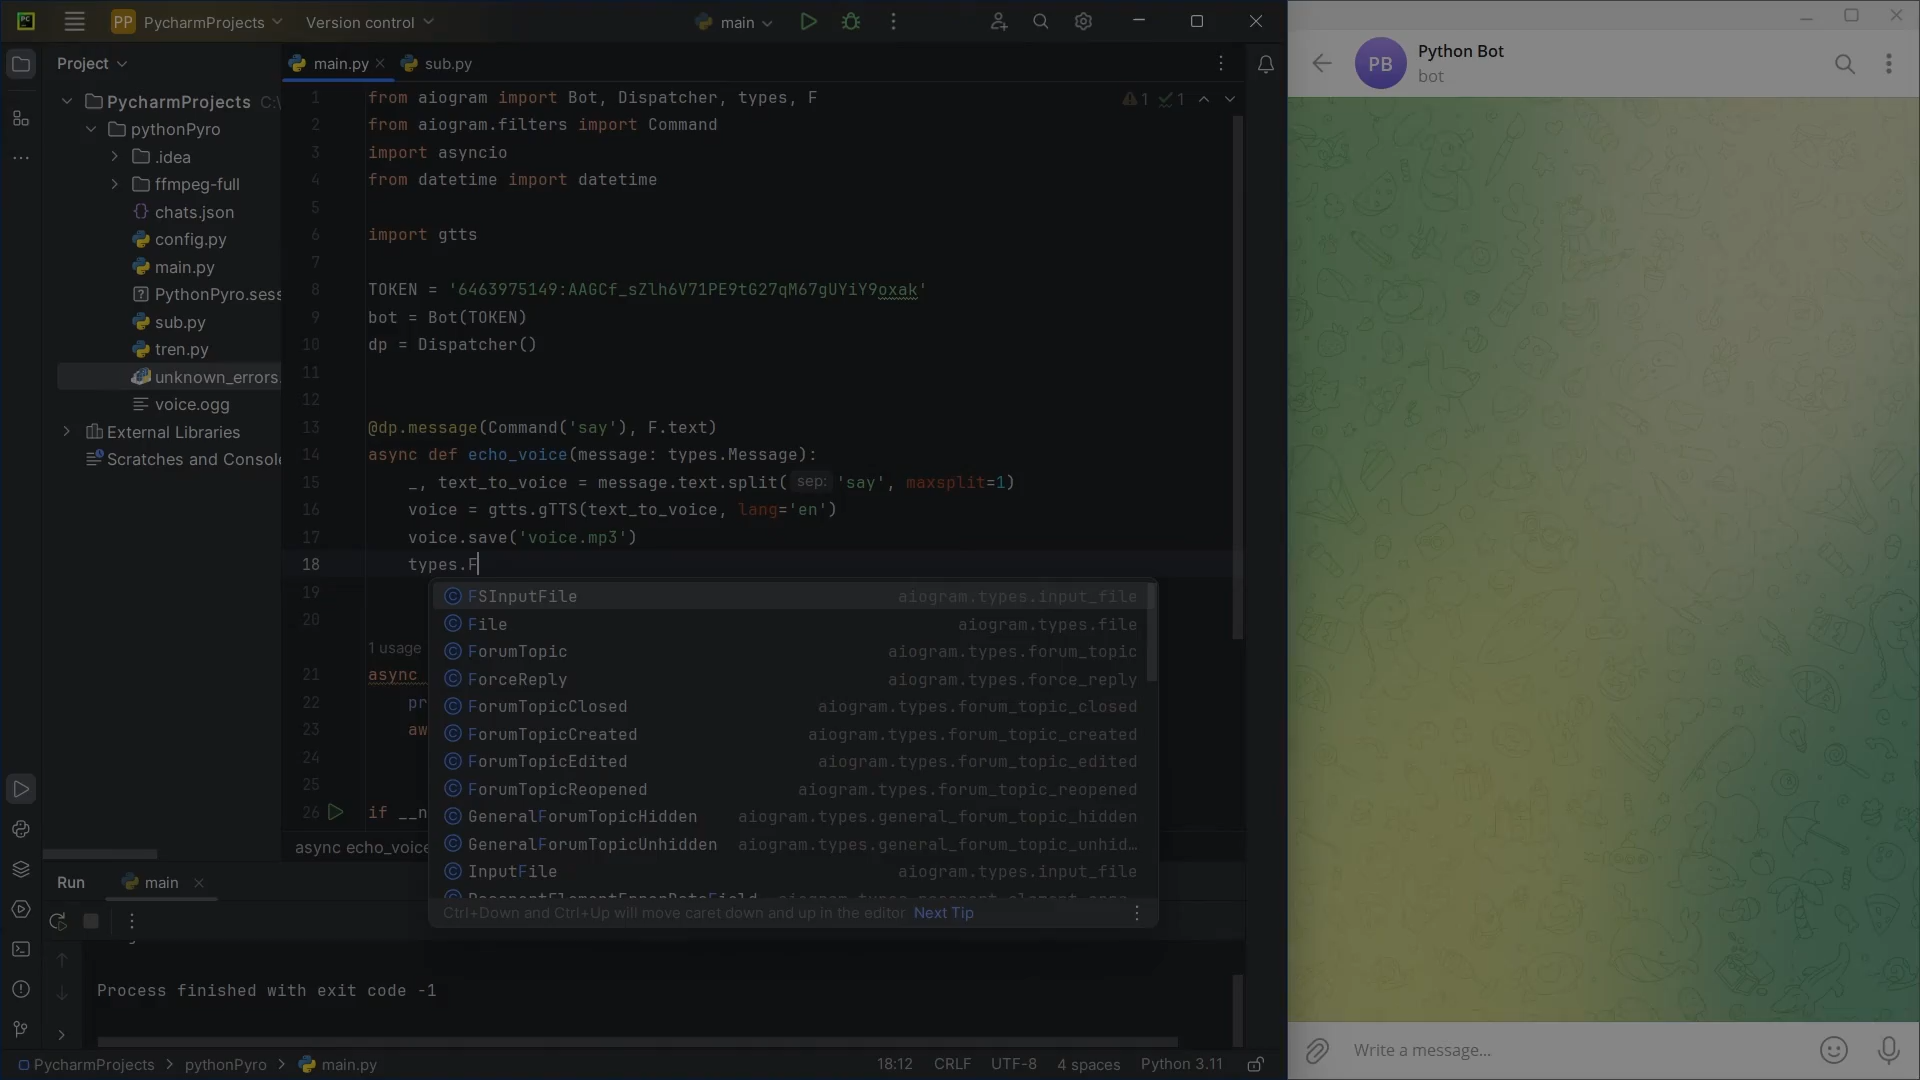 PP PycharmProjects Version control main
Project main.py sub.py
PycharmProjects C:\
pythonPyro
.idea
ffmpeg-full
chats.json
config.py
main.py
PythonPyro.sess
sub.py
tren.py
unknown_errors.
voice.ogg
External Libraries
Scratches and Console
1 from aiogram import Bot, Dispatcher, types, F
1 1
2 from aiogram.filters import Command
3 import asyncio
4 from datetime import datetime
5
6 import gtts
7
8 TOKEN = '6463975149:AAGCf_sZlh6V71PE9tG27qM67gUYiY9oxak'
9 bot = Bot(TOKEN)
10 dp = Dispatcher()
11
12
13 @dp.message(Command('say'), F.text)
14 async def echo_voice(message: types.Message):
15 _, text_to_voice = message.text.split( sep: 'say', maxsplit=1)
16 voice = gtts.gTTS(text_to_voice, lang='en')
17 voice.save('voice.mp3')
18 types.F
19
20
1 usage
21 async
22 pr
23 aw
24
25
26 if __n
FSInputFile aiogram.types.input_file
File aiogram.types.file
ForumTopic aiogram.types.forum_topic
ForceReply aiogram.types.force_reply
ForumTopicClosed aiogram.types.forum_topic_closed
ForumTopicCreated aiogram.types.forum_topic_created
ForumTopicEdited aiogram.types.forum_topic_edited
ForumTopicReopened aiogram.types.forum_topic_reopened
GeneralForumTopicHidden aiogram.types.general_forum_topic_hidden
GeneralForumTopicUnhidden aiogram.types.general_forum_topic_unhid…
InputFile aiogram.types.input_file
Ctrl+Down and Ctrl+Up will move caret down and up in the editor Next Tip
async echo_voice
Run main
Process finished with exit code -1
PycharmProjects > pythonPyro > main.py
18:12 CRLF UTF-8 4 spaces Python 3.11
PB Python Bot
bot
Write a message...